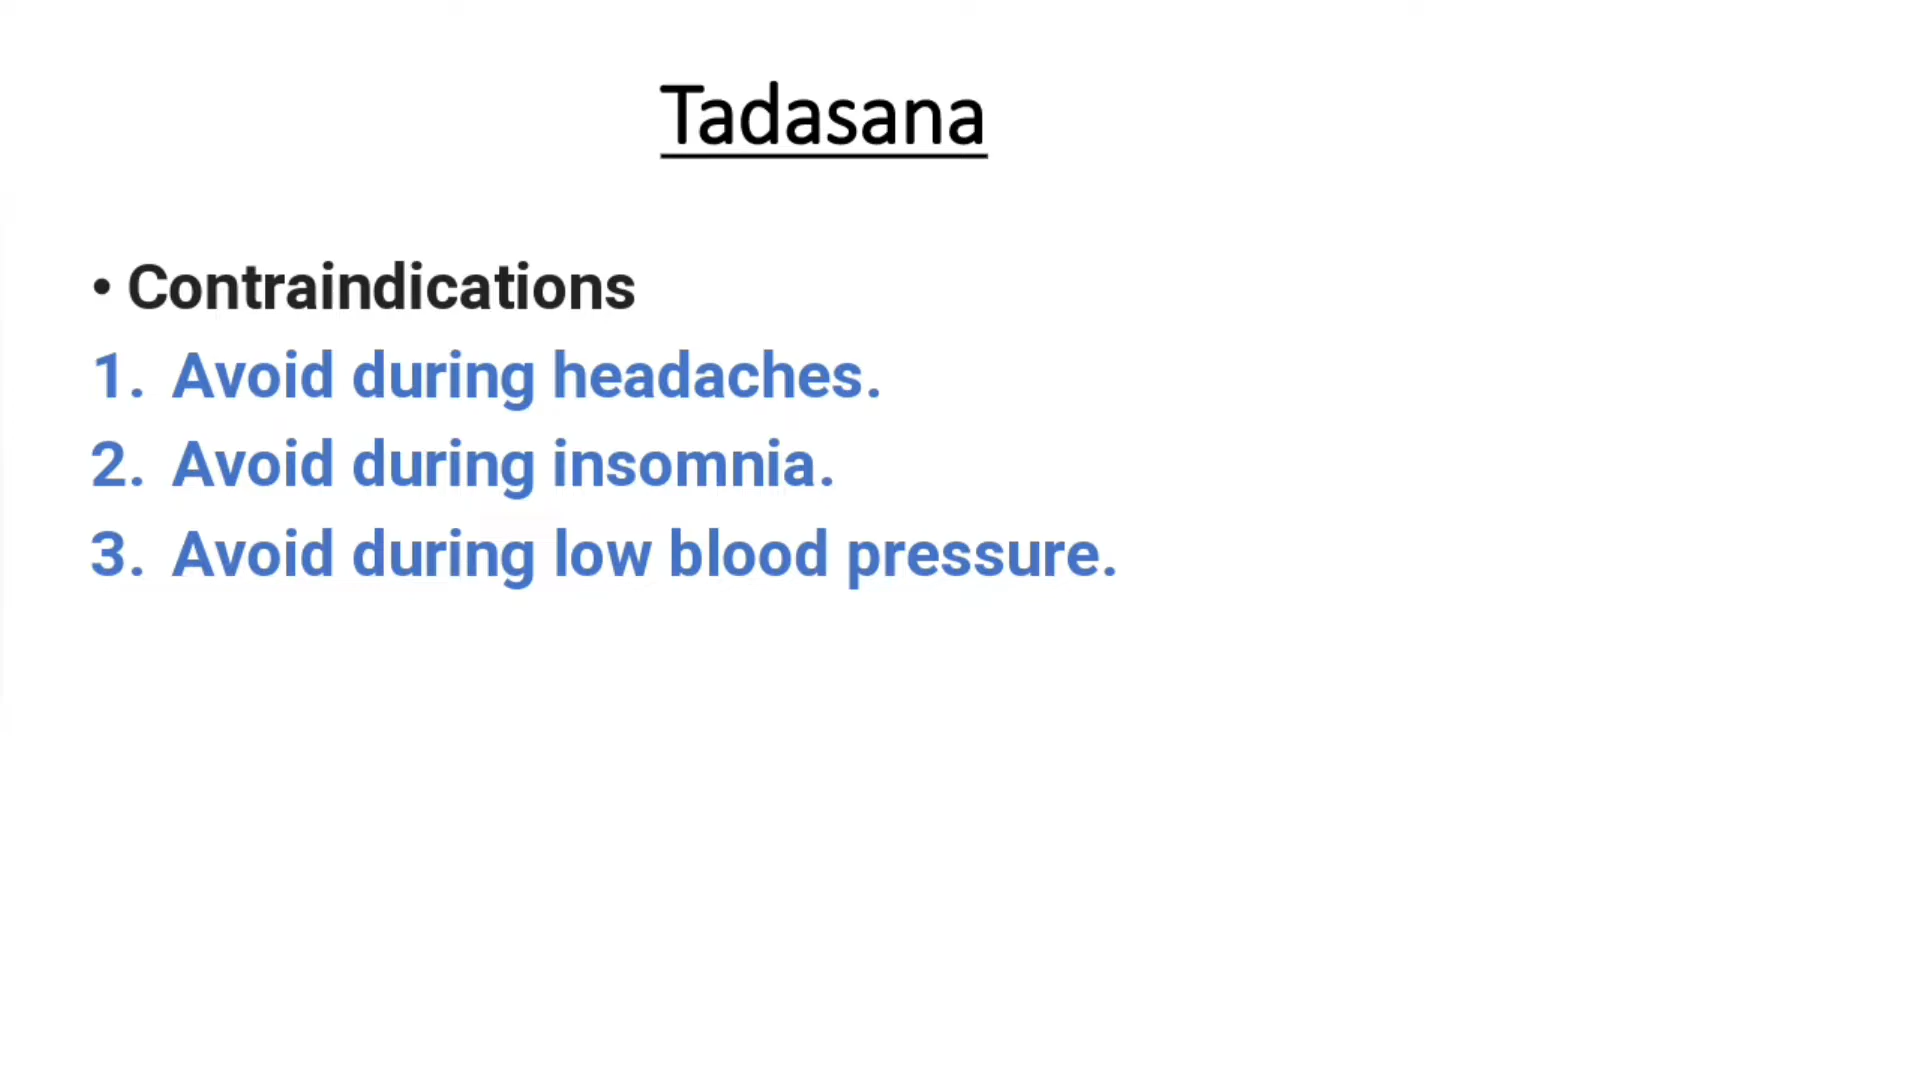 Tadasana
• Contraindications
1. Avoid during headaches.
2. Avoid during insomnia.
3. Avoid during low blood pressure.